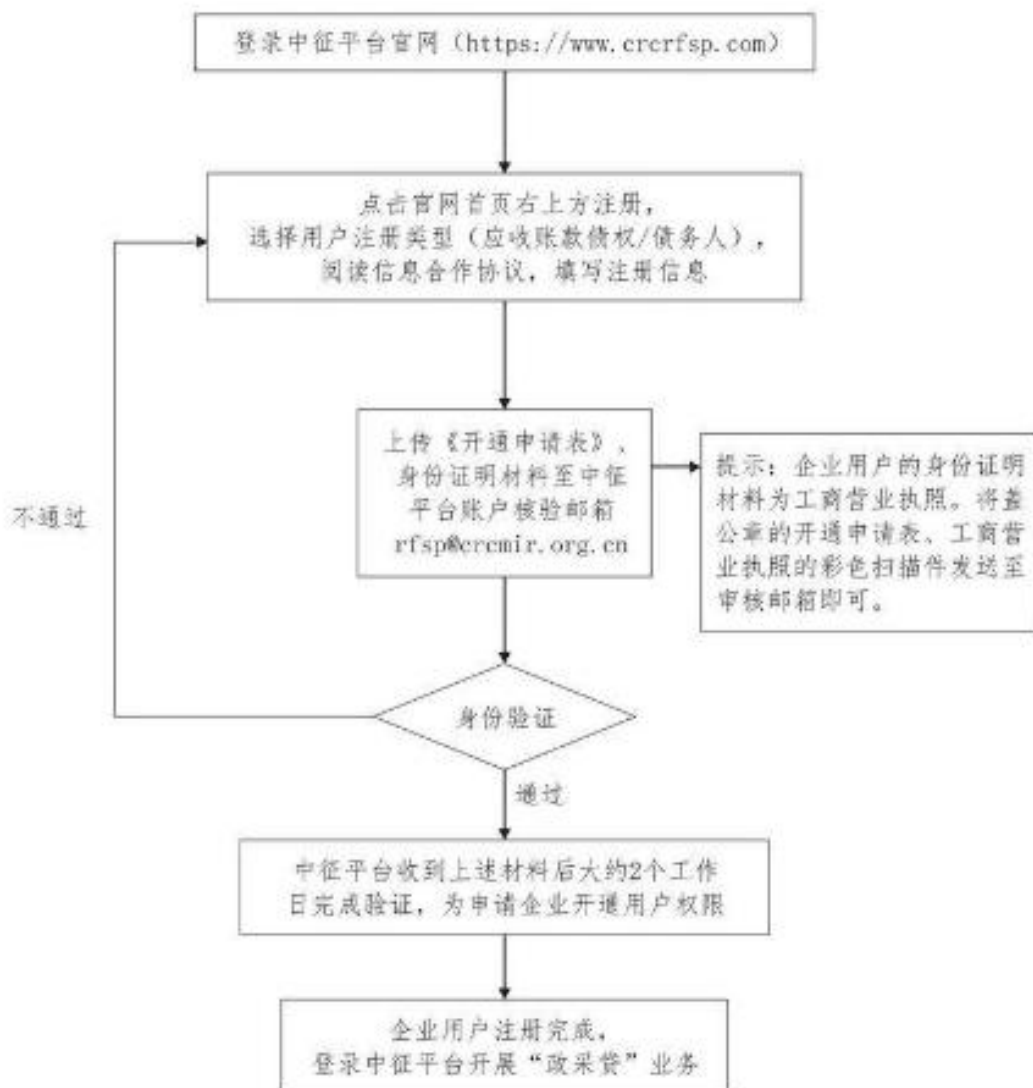 登录中征平台官网（https://www.crcrfsp.com）
点击官网首页右上方注册，
选择用户注册类型（应收账款债权/债务人），
阅读信息合作协议，填写注册信息
上传《开通申请表》、
身份证明材料至中征
平台账户核验邮箱
rfsp@crcmir.org.cn
提示：企业用户的身份证明
材料为工商营业执照。将盖
公章的开通申请表、工商营
业执照的彩色扫描件发送至
审核邮箱即可。
不通过
身份验证
通过
中征平台收到上述材料后大约2个工作
日完成验证，为申请企业开通用户权限
企业用户注册完成，
登录中征平台开展“政采贷”业务